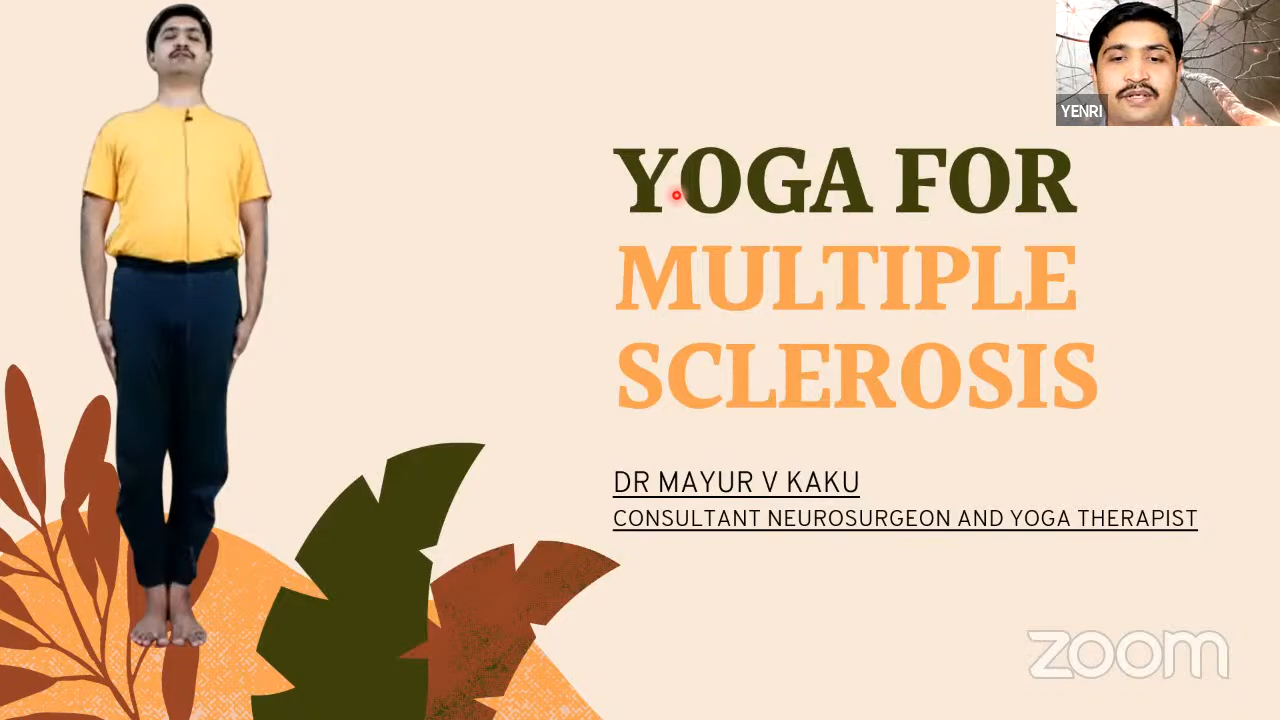 YENRI
YOGA FOR
MULTIPLE
SCLEROSIS
DR MAYUR V KAKU
CONSULTANT NEUROSURGEON AND YOGA THERAPIST
zoom